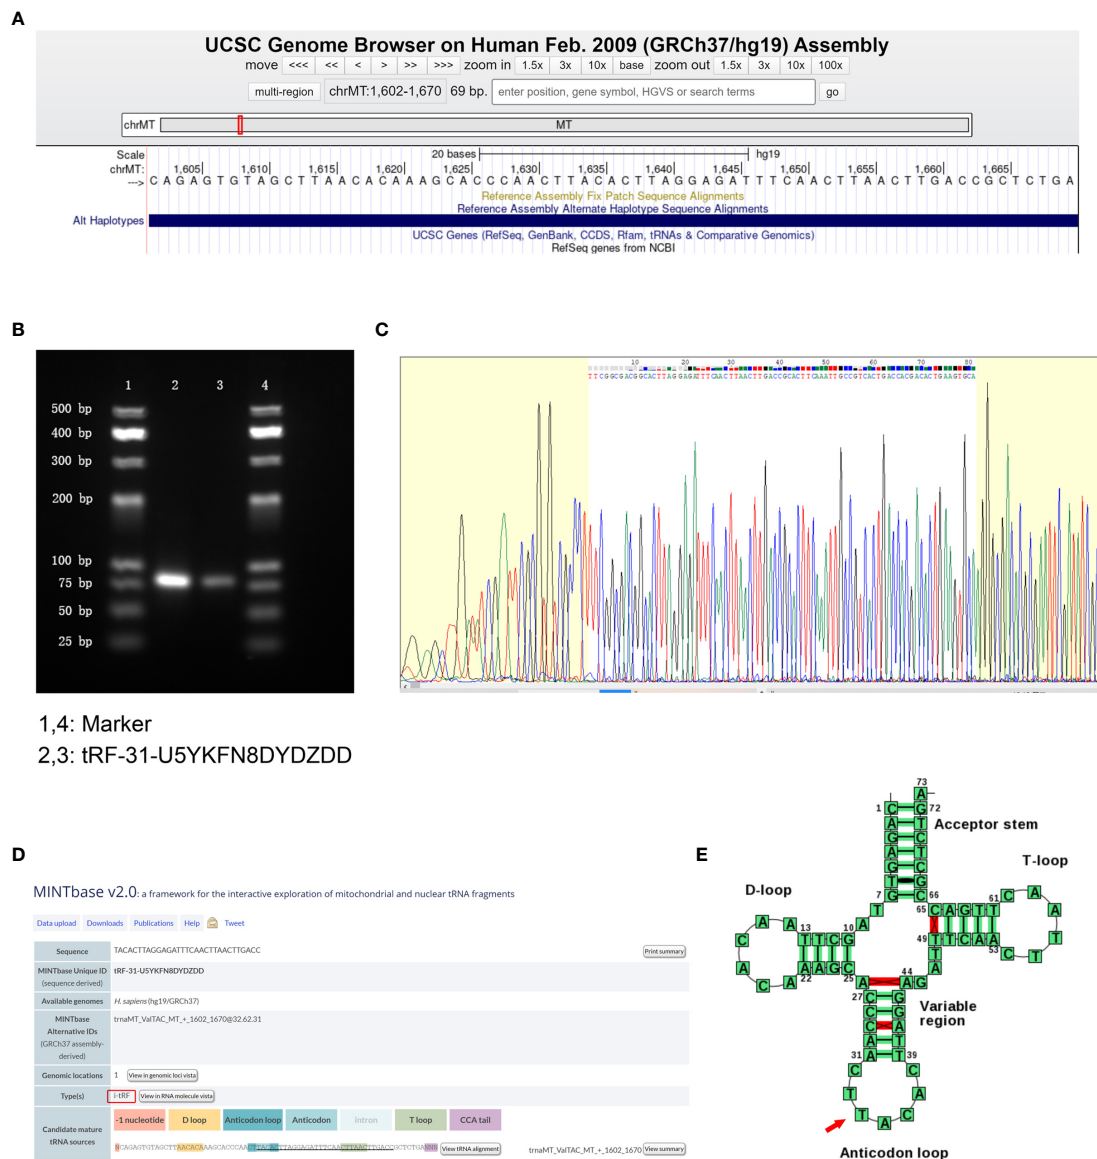 A
UCSC Genome Browser on Human Feb. 2009 (GRCh37/hg19) Assembly
move <<< << < > >> >>> zoom in 1.5x 3x 10x base zoom out 1.5x 3x 10x 100x
multi-region chrMT:1,602-1,670 69 bp. enter position, gene symbol, HGVS or search terms go
chrMT MT
Scale 20 bases hg19
chrMT: 1,605 1,610 1,615 1,620 1,625 1,630 1,635 1,640 1,645 1,650 1,655 1,660 1,665
---> C A G A G T G T A G C T T A A C A C A A A G C A C C C A A C T T A C A C T T A G G A G A T T T C A A C T T A A C T T G A C C G C T C T G A
Reference Assembly Fix Patch Sequence Alignments
Reference Assembly Alternate Haplotype Sequence Alignments
Alt Haplotypes
UCSC Genes (RefSeq, GenBank, CCDS, Rfam, tRNAs & Comparative Genomics)
RefSeq genes from NCBI
B
1 2 3 4
500 bp
400 bp
300 bp
200 bp
100 bp
75 bp
50 bp
25 bp
1,4: Marker
2,3: tRF-31-U5YKFN8DYDZDD
C
10 20 30 40 50 60 70 80
TTCGGCGACGGCACTTAGGAGATTTCAACTTAACTTGACCGCACTTCAAATTGCCGTCACTGACCACGACACTGAAGTGCA
D
MINTbase v2.0: a framework for the interactive exploration of mitochondrial and nuclear tRNA fragments
Data upload Downloads Publications Help Tweet
Sequence TACACTTAGGAGATTTCAACTTAACTTGACC Print summary
MINTbase Unique ID tRF-31-U5YKFN8DYDZDD
(sequence derived)
Available genomes H. sapiens (hg19/GRCh37)
MINTbase trnaMT_ValTAC_MT_+_1602_1670@32.62.31
Alternative IDs
(GRCh37 assembly-
derived)
Genomic locations 1 View in genomic loci vista
Type(s) i-tRF View in RNA molecule vista
-1 nucleotide D loop Anticodon loop Anticodon intron T loop CCA tail
Candidate mature
tRNA sources
NCAGAGTGTAGCTTAACACAAAGCACCCAACTTACACTTAGGAGATTTCAACTTAACTTGACCGCTCTGANNN View tRNA alignment trnaMT_ValTAC_MT_+_1602_1670 View summary
E
73
A
1 C G 72
A T
G C
A T
G C
T G
7 G C 66
Acceptor stem
T-loop
D-loop
Variable
region
Anticodon loop